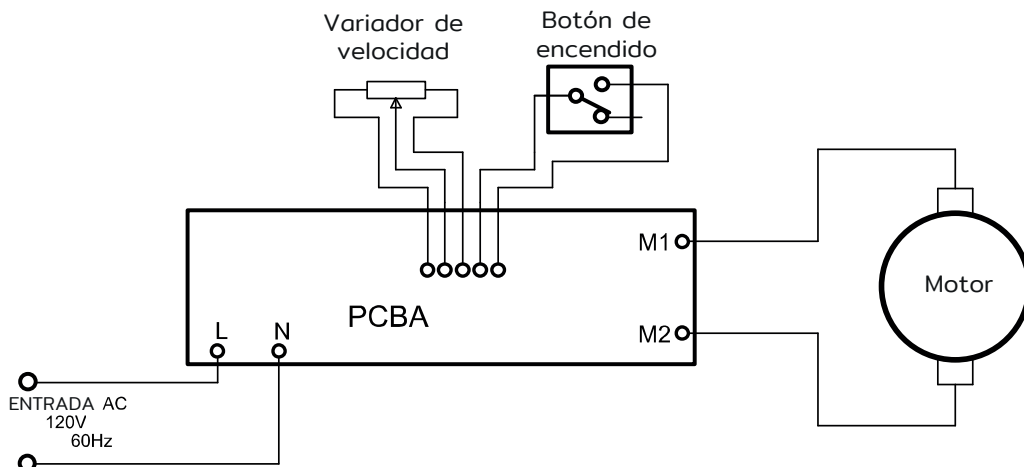 Variador de
velocidad
Botón de
encendido
M1
Motor
PCBA
M2
L
N
ENTRADA AC
120V
60Hz